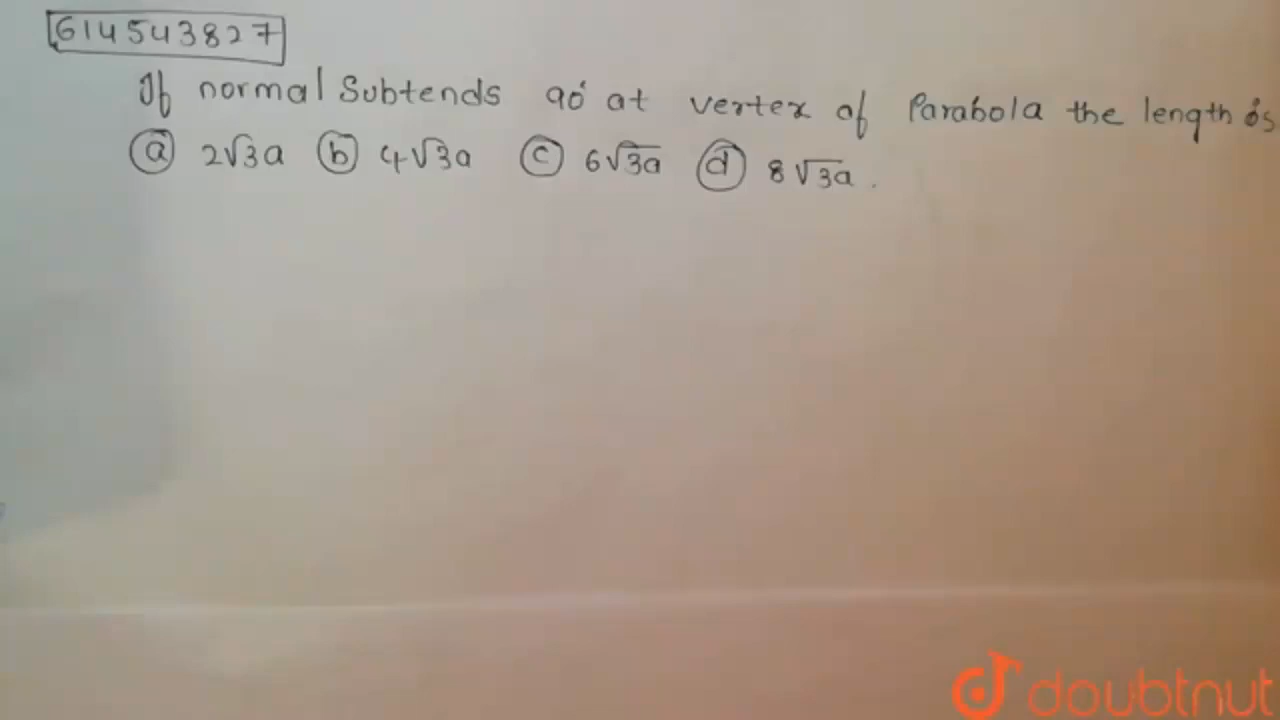 614543827
If normal Subtends 90° at vertex of Parabola the length is
(a) 2√3a (b) 4√3a (c) 6√3a (d) 8√3a.
doubtnut